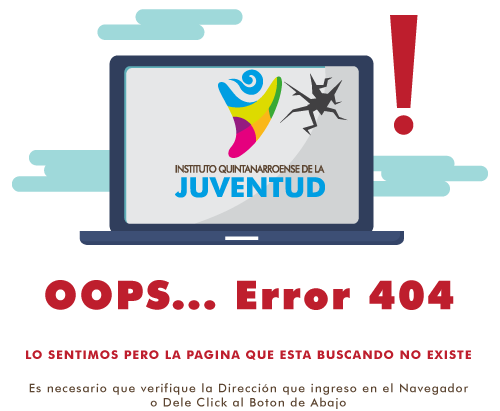 INSTITUTO QUINTANARROENSE DE LA
JUVENTUD
OOPS... Error 404
LO SENTIMOS PERO LA PAGINA QUE ESTA BUSCANDO NO EXISTE
Es necesario que verifique la Dirección que ingreso en el Navegador
o Dele Click al Boton de Abajo